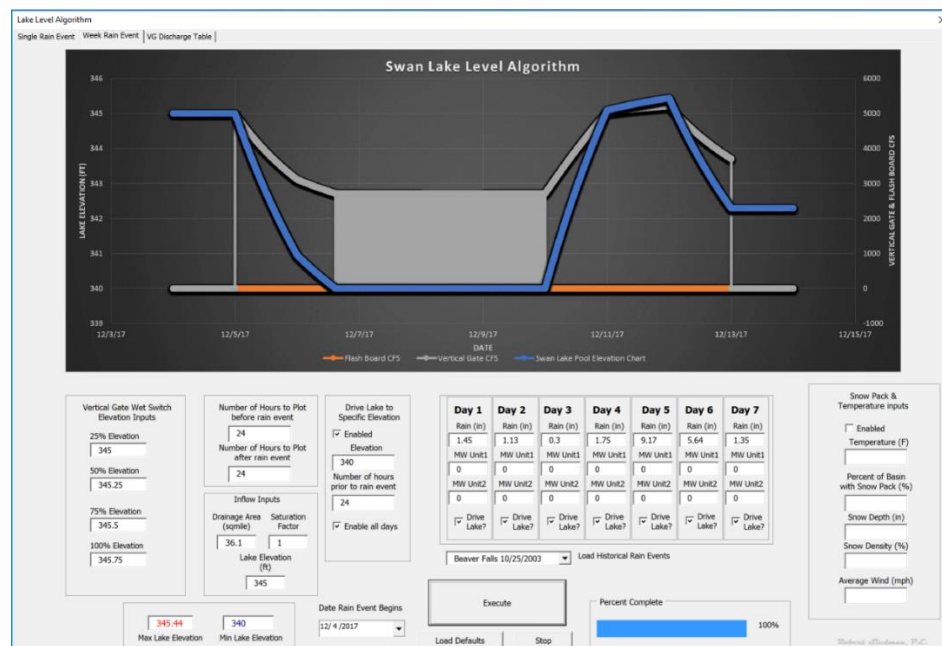 Lake Level Algorithm
Single Rain Event Week Rain Event VG Discharge Table
Swan Lake Level Algorithm
LAKE ELEVATION (FT)
346
345
344
343
342
341
340
339
6000
5000
4000
3000
2000
1000
0
-1000
VERTICAL GATE & FLASH BOARD CFS
12/3/17 12/5/17 12/7/17 12/9/17 12/11/17 12/13/17 12/15/17
DATE
Flash Board CFS Vertical Gate CFS Swan Lake Pool Elevation Chart
Vertical Gate Wet Switch
Elevation Inputs
25% Elevation
345
50% Elevation
345.25
75% Elevation
345.5
100% Elevation
345.75
Number of Hours to Plot
before rain event
24
Number of Hours to Plot
after rain event
24
Inflow Inputs
Drainage Area Saturation
(sqmile) Factor
36.1 1
Lake Elevation
(ft)
345
Drive Lake to
Specific Elevation
Enabled
Elevation
340
Number of hours
prior to rain event
24
Enable all days
Day 1 Day 2 Day 3 Day 4 Day 5 Day 6 Day 7
Rain (in) Rain (in) Rain (in) Rain (in) Rain (in) Rain (in) Rain (in)
1.45 1.13 0.3 1.75 9.17 5.64 1.35
MW Unit1 MW Unit1 MW Unit1 MW Unit1 MW Unit1 MW Unit1 MW Unit1
0 0 0 0 0 0 0
MW Unit2 MW Unit2 MW Unit2 MW Unit2 MW Unit2 MW Unit2 MW Unit2
0 0 0 0 0 0 0
Drive Drive Drive Drive Drive Drive Drive
Lake? Lake? Lake? Lake? Lake? Lake? Lake?
Beaver Falls 10/25/2003 Load Historical Rain Events
Snow Pack &
Temperature inputs
Enabled
Temperature (F)
Percent of Basin
with Snow Pack (%)
Snow Depth (in)
Snow Density (%)
Average Wind (mph)
345.44 340
Max Lake Elevation Min Lake Elevation
Date Rain Event Begins
12/ 4 /2017
Execute
Load Defaults Stop
Percent Complete
100%